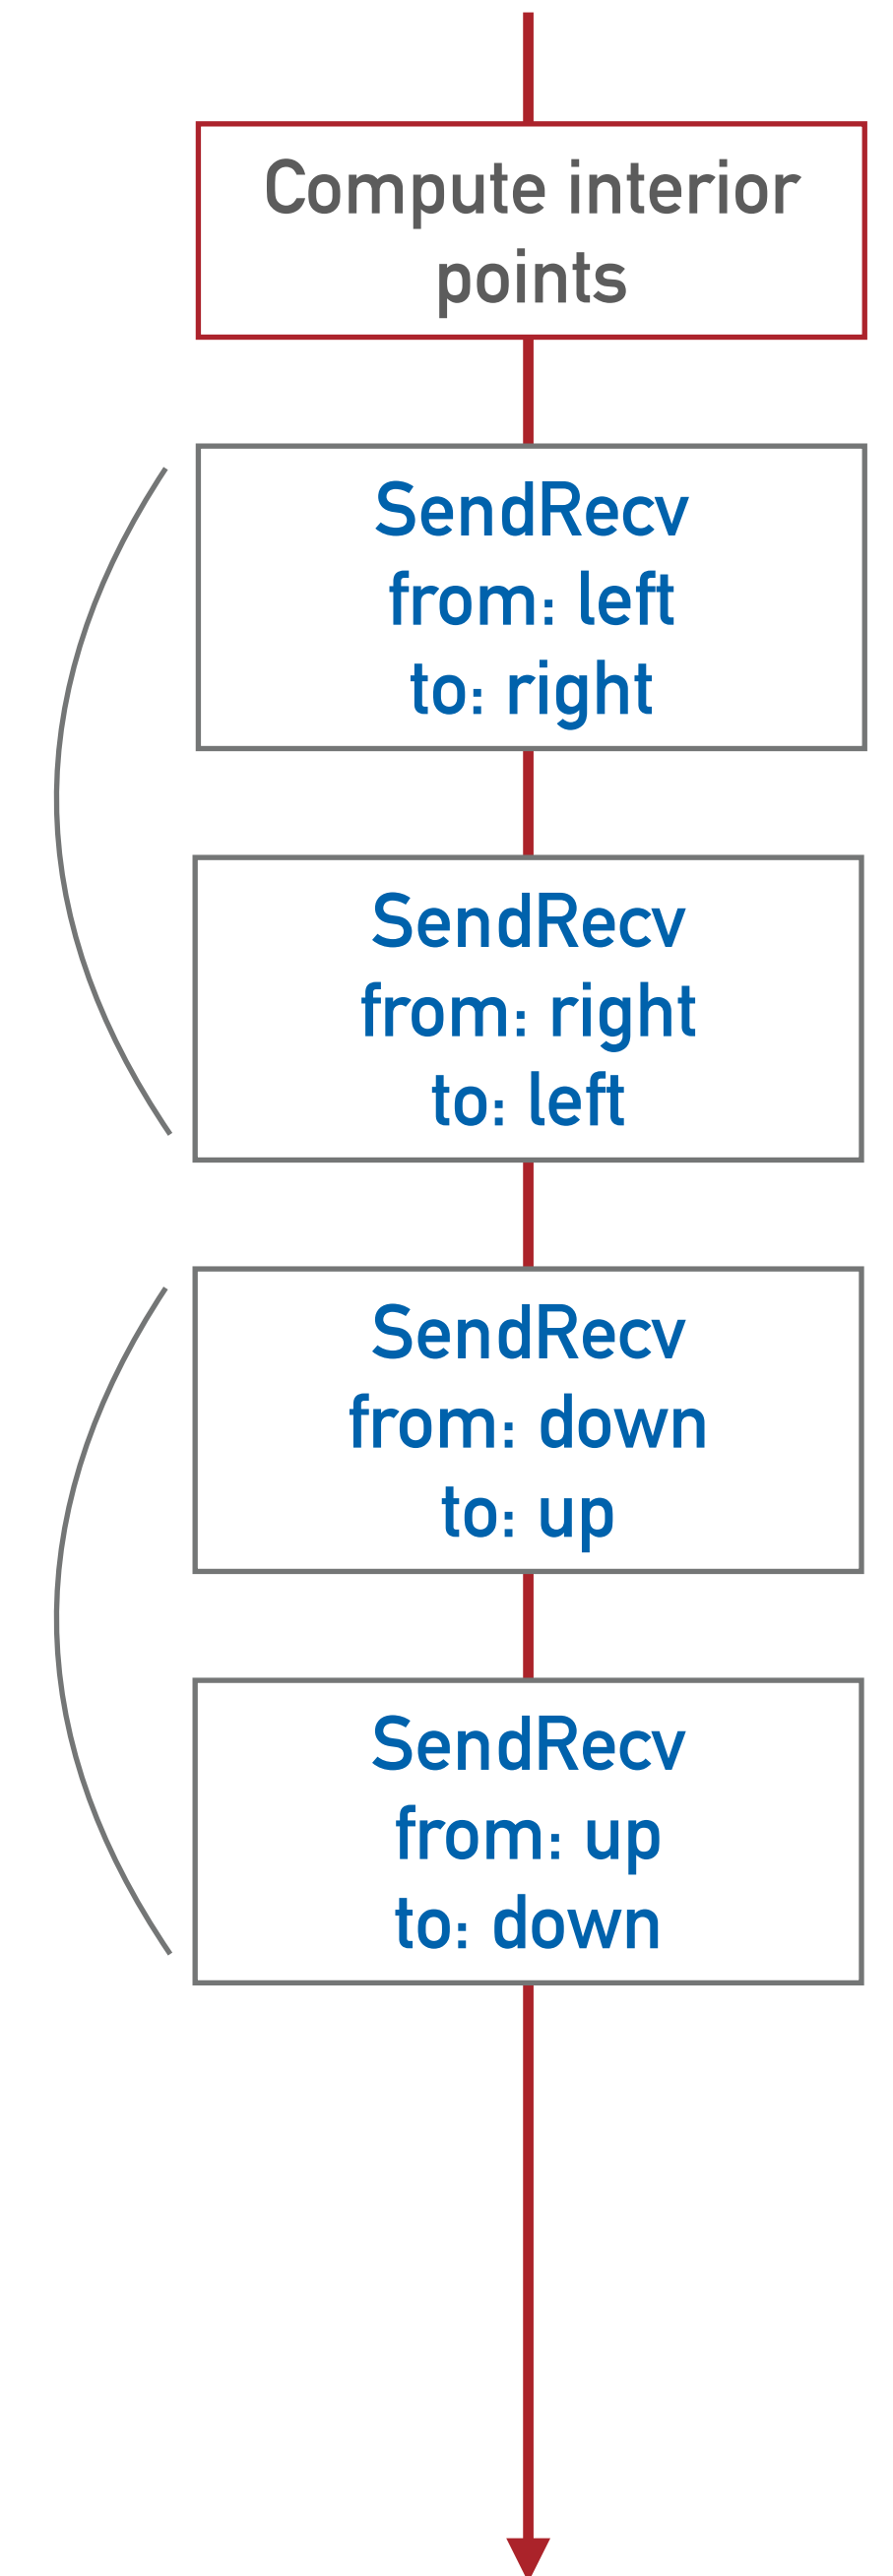 Compute interior
points
SendRecv
from: left
to: right
SendRecv
from: right
to: left
SendRecv
from: down
to: up
SendRecv
from: up
to: down